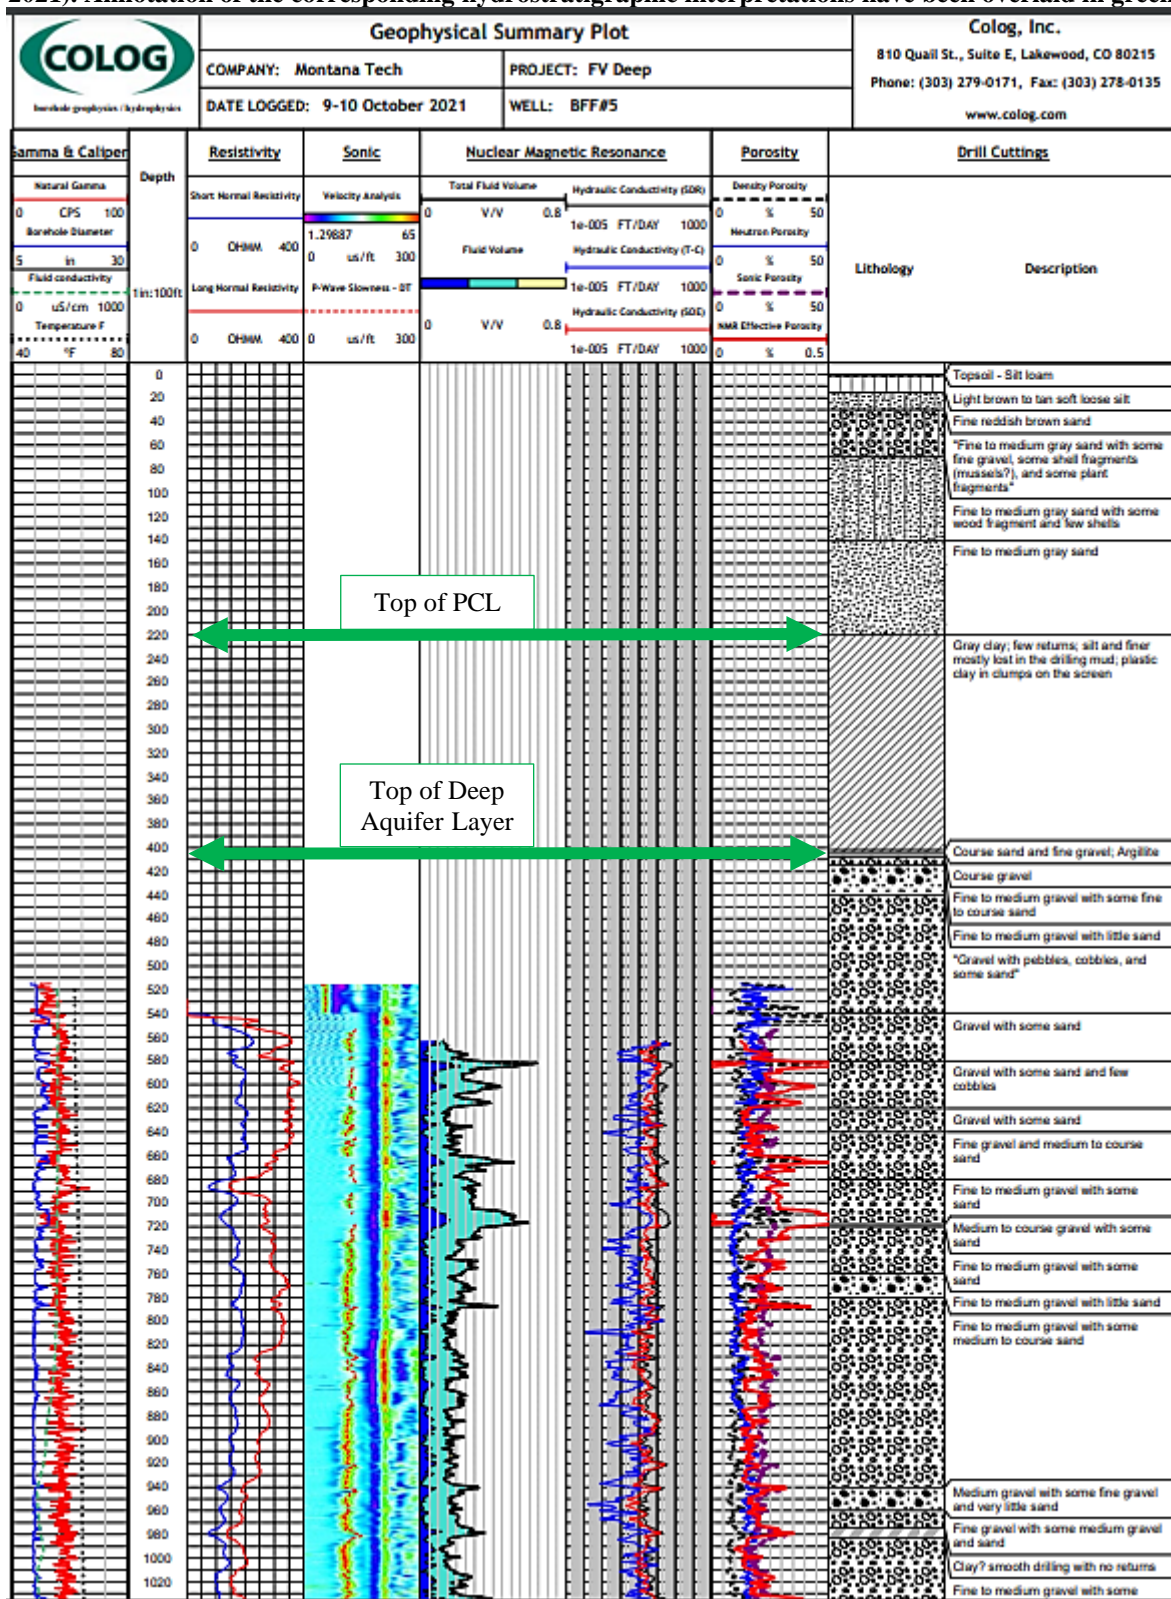 2021). Annotation of the corresponding hydrostratigraphic interpretations have been overlaid in green
COLOG
borehole geophysics / hydrophysics
Geophysical Summary Plot
COMPANY: Montana Tech
PROJECT: FV Deep
DATE LOGGED: 9-10 October 2021
WELL: BFF#5
Colog, Inc.
810 Quail St., Suite E, Lakewood, CO 80215
Phone: (303) 279-0171, Fax: (303) 278-0135
www.colog.com
Gamma & Caliper
Natural Gamma
0 CPS 100
Borehole Diameter
5 in 30
Fluid conductivity
0 uS/cm 1000
Temperature F
40 °F 80
Depth
1in:100ft
Resistivity
Short Normal Resistivity
0 OHMM 400
Long Normal Resistivity
0 OHMM 400
Sonic
Velocity Analysis
1.29887 65
0 us/ft 300
P-Wave Slowness - DT
0 us/ft 300
Nuclear Magnetic Resonance
Total Fluid Volume
0 V/V 0.8
Fluid Volume
0 V/V 0.8
Hydraulic Conductivity (SDR)
1e-005 FT/DAY 1000
Hydraulic Conductivity (T-C)
1e-005 FT/DAY 1000
Hydraulic Conductivity (SOE)
1e-005 FT/DAY 1000
Porosity
Density Porosity
0 % 50
Neutron Porosity
0 % 50
Sonic Porosity
0 % 50
NMR Effective Porosity
0 % 0.5
Drill Cuttings
Lithology
Description
0
20
40
60
80
100
120
140
160
180
200
220
240
260
280
300
320
340
360
380
400
420
440
460
480
500
520
540
560
580
600
620
640
660
680
700
720
740
760
780
800
820
840
860
880
900
920
940
960
980
1000
1020
Top of PCL
Top of Deep
Aquifer Layer
Topsoil - Silt loam
Light brown to tan soft loose silt
Fine reddish brown sand
"Fine to medium gray sand with some
fine gravel, some shell fragments
(mussels?), and some plant
fragments"
Fine to medium gray sand with some
wood fragment and few shells
Fine to medium gray sand
Gray clay; few returns; silt and finer
mostly lost in the drilling mud; plastic
clay in clumps on the screen
Course sand and fine gravel; Argillite
Course gravel
Fine to medium gravel with some fine
to course sand
Fine to medium gravel with little sand
"Gravel with pebbles, cobbles, and
some sand"
Gravel with some sand
Gravel with some sand and few
cobbles
Gravel with some sand
Fine gravel and medium to course
sand
Fine to medium gravel with some
sand
Medium to course gravel with some
sand
Fine to medium gravel with some
sand
Fine to medium gravel with little sand
Fine to medium gravel with some
medium to course sand
Medium gravel with some fine gravel
and very little sand
Fine gravel with some medium gravel
and sand
Clay? smooth drilling with no returns
Fine to medium gravel with some